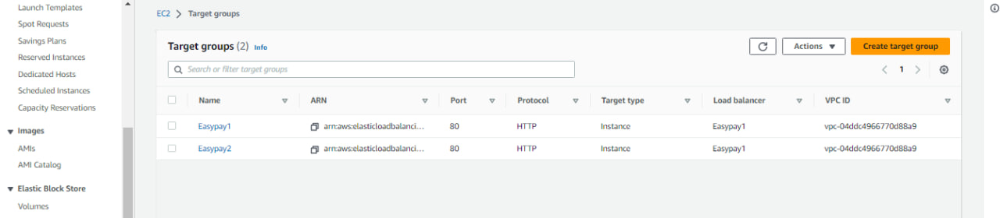 Launch Templates
Spot Requests
Savings Plans
Reserved Instances
Dedicated Hosts
Scheduled Instances
Capacity Reservations
Images
AMIs
AMI Catalog
Elastic Block Store
Volumes
EC2 > Target groups
Target groups (2) Info
Actions
Create target group
Search or filter target groups
1
Name ARN Port Protocol Target type Load balancer VPC ID
Easypay1 arn:aws:elasticloadbalanci... 80 HTTP Instance Easypay1 vpc-04ddc4966770d88a9
Easypay2 arn:aws:elasticloadbalanci... 80 HTTP Instance Easypay1 vpc-04ddc4966770d88a9